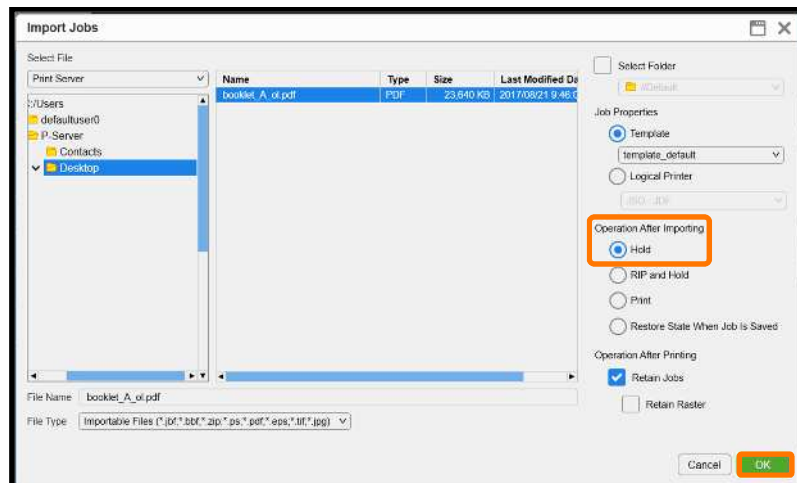 Import Jobs
Select File
Print Server
:/Users
defaultuser0
P-Server
Contacts
Desktop
Name Type Size Last Modified Da
booklet_A_ol.pdf PDF 23,640 KB 2017/08/21 9:46:0
File Name booklet_A_ol.pdf
File Type Importable Files (*.jbf,*.bbf,*.zip,*.ps,*.pdf,*.eps,*.tif,*.jpg)
Select Folder
Job Properties
Template
template_default
Logical Printer
Operation After Importing
Hold
RIP and Hold
Print
Restore State When Job Is Saved
Operation After Printing
Retain Jobs
Retain Raster
Cancel OK